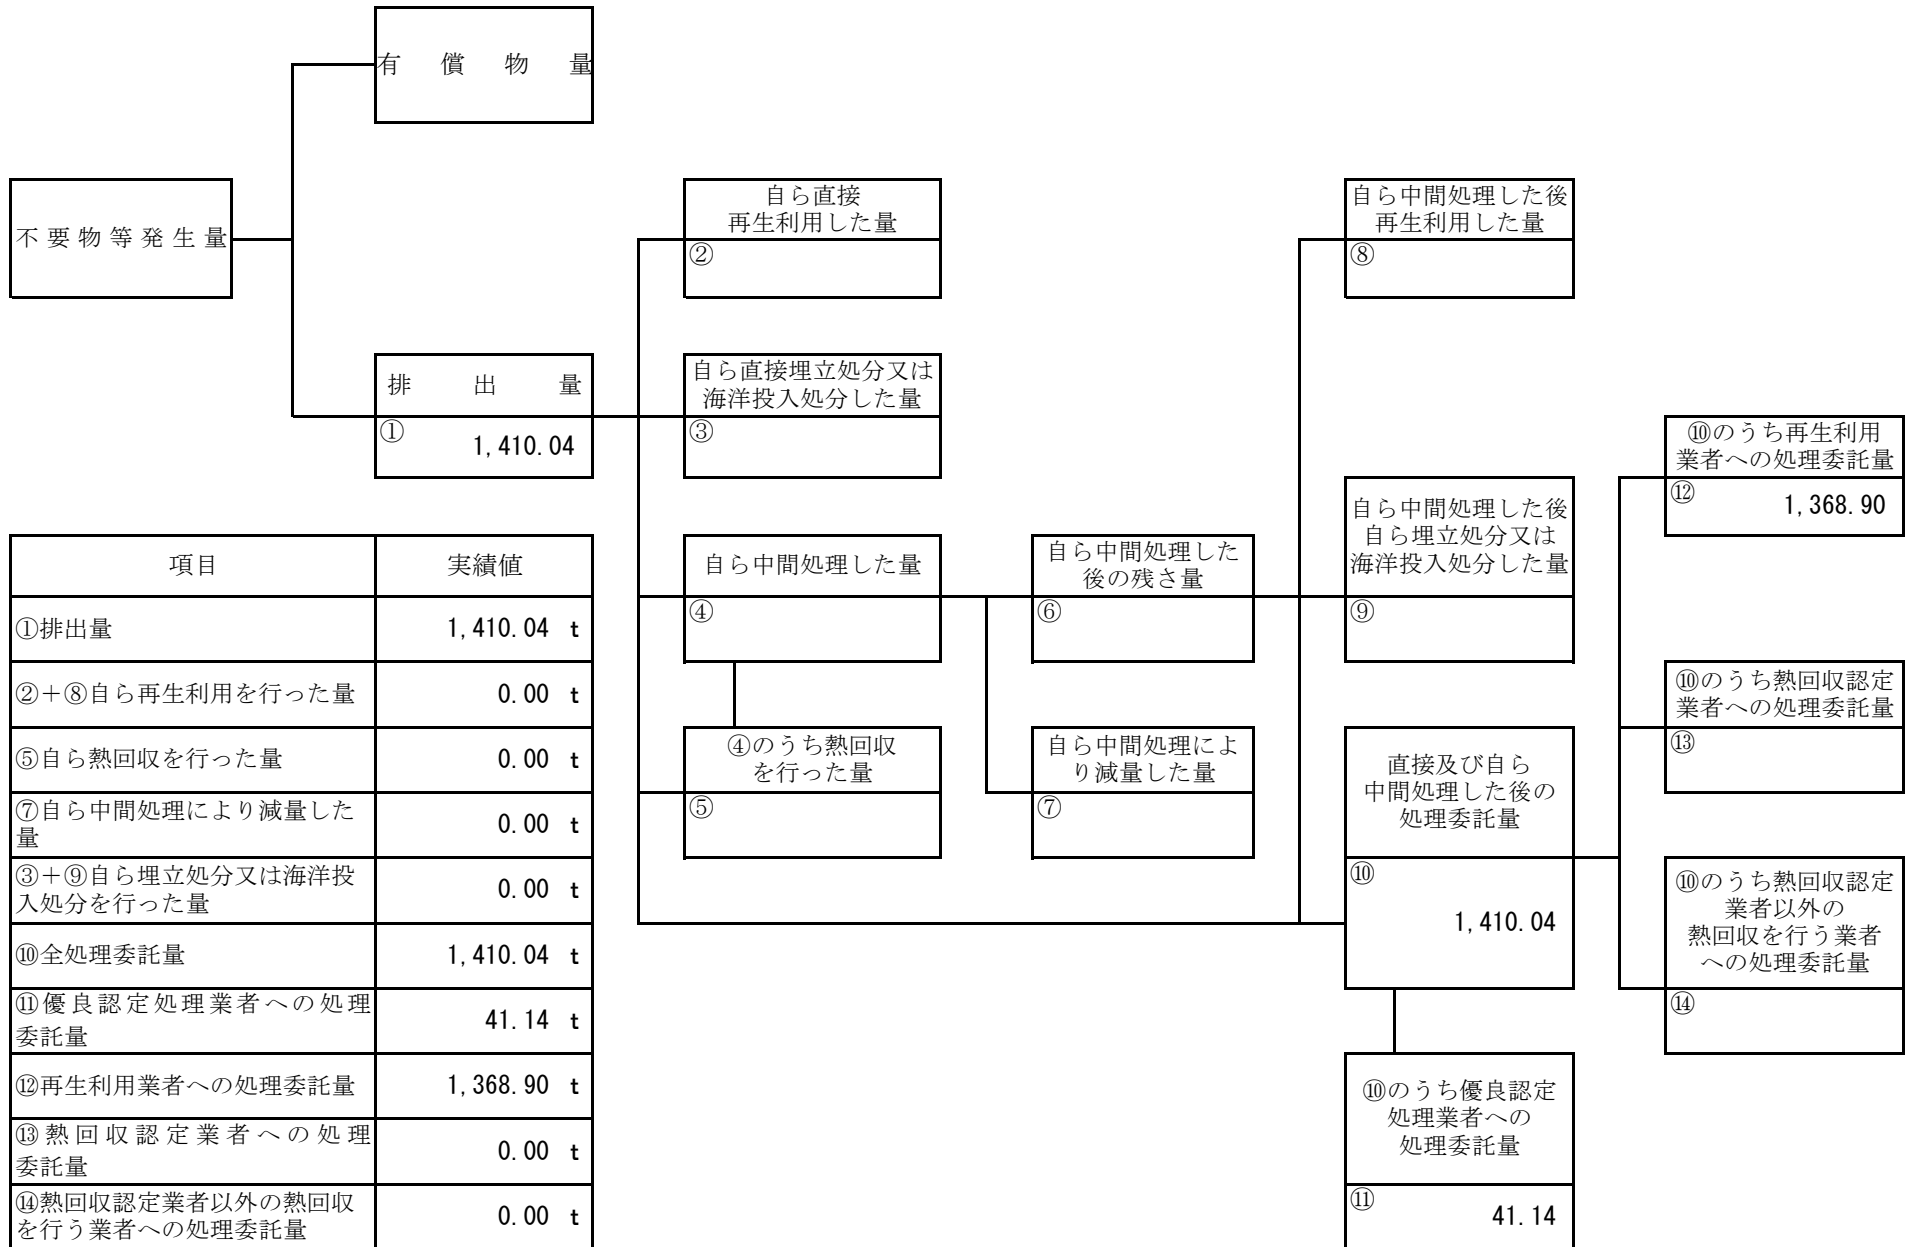 有償物量
不要物等発生量
排出量
①
1,410.04
自ら直接
再生利用した量
②
自ら直接埋立処分又は
海洋投入処分した量
③
自ら中間処理した量
④
④のうち熱回収
を行った量
⑤
自ら中間処理した
後の残さ量
⑥
自ら中間処理によ
り減量した量
⑦
自ら中間処理した後
再生利用した量
⑧
自ら中間処理した後
自ら埋立処分又は
海洋投入処分した量
⑨
直接及び自ら
中間処理した後の
処理委託量
⑩
1,410.04
⑩のうち優良認定
処理業者への
処理委託量
⑪
41.14
⑩のうち再生利用
業者への処理委託量
⑫
1,368.90
⑩のうち熱回収認定
業者への処理委託量
⑬
⑩のうち熱回収認定
業者以外の
熱回収を行う業者
への処理委託量
⑭
項目 実績値
①排出量 1,410.04 t
②+⑧自ら再生利用を行った量 0.00 t
⑤自ら熱回収を行った量 0.00 t
⑦自ら中間処理により減量した
量 0.00 t
③+⑨自ら埋立処分又は海洋投
入処分を行った量 0.00 t
⑩全処理委託量 1,410.04 t
⑪優良認定処理業者への処理
委託量 41.14 t
⑫再生利用業者への処理委託量 1,368.90 t
⑬熱回収認定業者への処理
委託量 0.00 t
⑭熱回収認定業者以外の熱回収
を行う業者への処理委託量 0.00 t